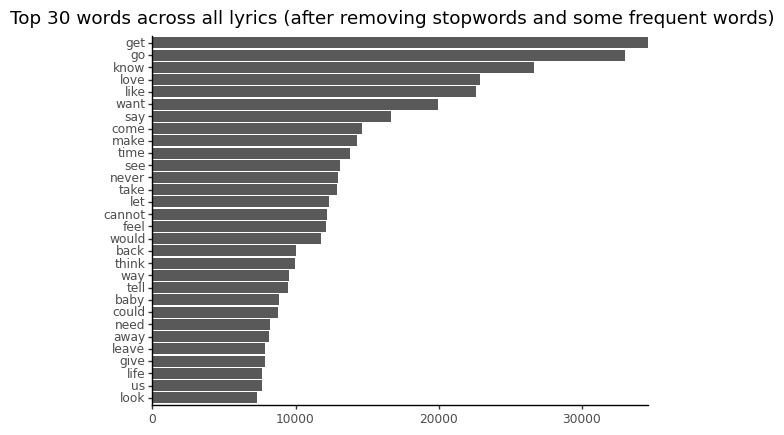 Top 30 words across all lyrics (after removing stopwords and some frequent words)
get
go
know
love
like
want
say
come
make
time
see
never
take
let
cannot
feel
would
back
think
way
tell
baby
could
need
away
leave
give
life
us
look
0 10000 20000 30000